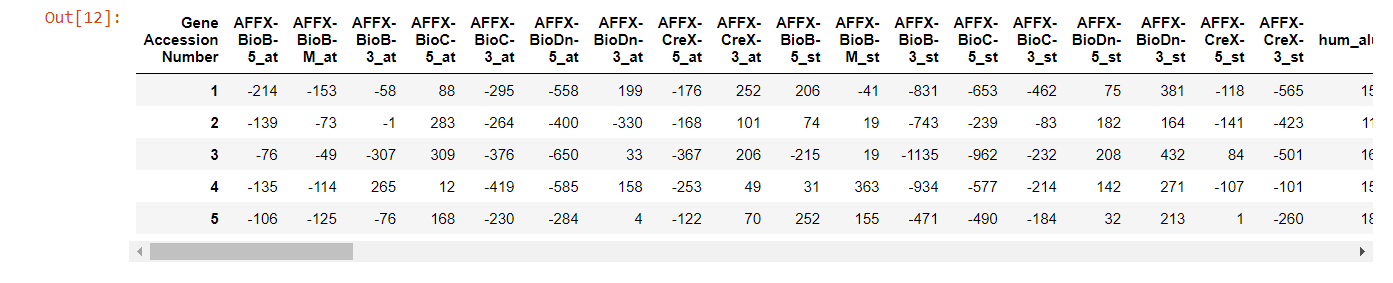 Out[12]:
Gene AFFX- AFFX- AFFX- AFFX- AFFX- AFFX- AFFX- AFFX- AFFX- AFFX- AFFX- AFFX- AFFX- AFFX- AFFX- AFFX- AFFX- AFFX-
Accession BioB- BioB- BioB- BioC- BioC- BioDn- BioDn- CreX- CreX- BioB- BioB- BioB- BioC- BioC- BioDn- BioDn- CreX- CreX- hum_alu
Number 5_at M_at 3_at 5_at 3_at 5_at 3_at 5_at 3_at 5_st M_st 3_st 5_st 3_st 5_st 3_st 5_st 3_st
1 -214 -153 -58 88 -295 -558 199 -176 252 206 -41 -831 -653 -462 75 381 -118 -565 15
2 -139 -73 -1 283 -264 -400 -330 -168 101 74 19 -743 -239 -83 182 164 -141 -423 11
3 -76 -49 -307 309 -376 -650 33 -367 206 -215 19 -1135 -962 -232 208 432 84 -501 16
4 -135 -114 265 12 -419 -585 158 -253 49 31 363 -934 -577 -214 142 271 -107 -101 15
5 -106 -125 -76 168 -230 -284 4 -122 70 252 155 -471 -490 -184 32 213 1 -260 18